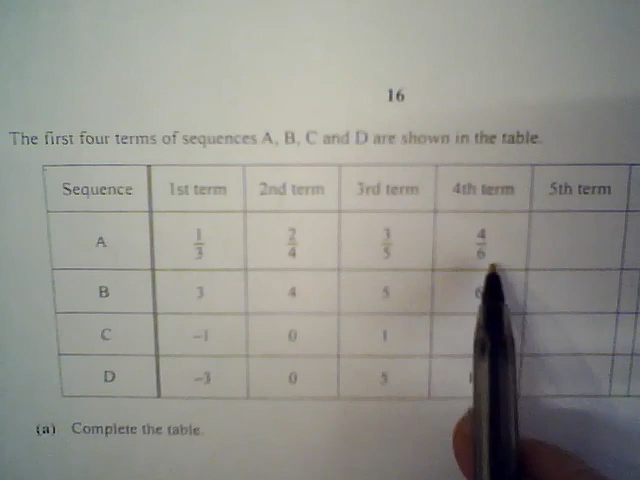 16
The first four terms of sequences A, B, C and D are shown in the table.
Sequence 1st term 2nd term 3rd term 4th term 5th term
A 1/3 2/4 3/5 4/6
B 3 4 5
C −1 0 1
D −3 0 5
(a) Complete the table.